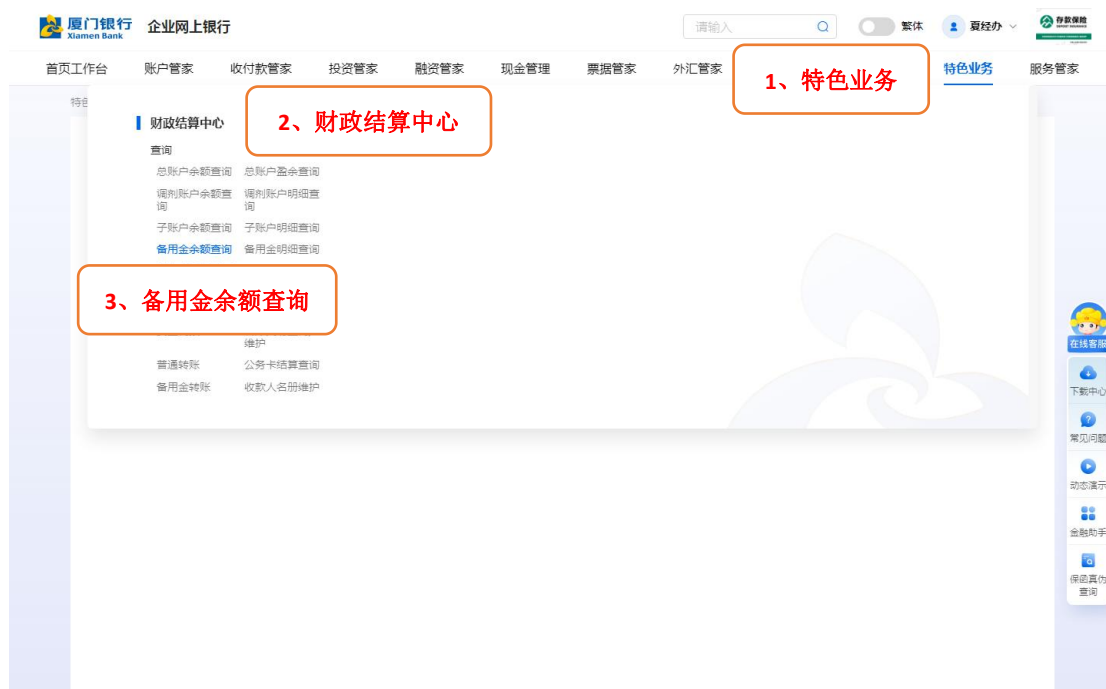 厦门银行
Xiamen Bank
企业网上银行
请输入
繁体
夏经办
存款保险
首页工作台
账户管家
收付款管家
投资管家
融资管家
现金管理
票据管家
外汇管家
1、特色业务
特色业务
服务管家
特色
财政结算中心
2、财政结算中心
查询
总账户余额查询
总账户盈余查询
调剂账户余额查
询
调剂账户明细查
询
子账户余额查询
子账户明细查询
备用金余额查询
备用金明细查询
3、备用金余额查询
维护
普通转账
公务卡结算查询
备用金转账
收款人名册维护
在线客服
下载中心
常见问题
动态演示
金融助手
保函真伪
查询